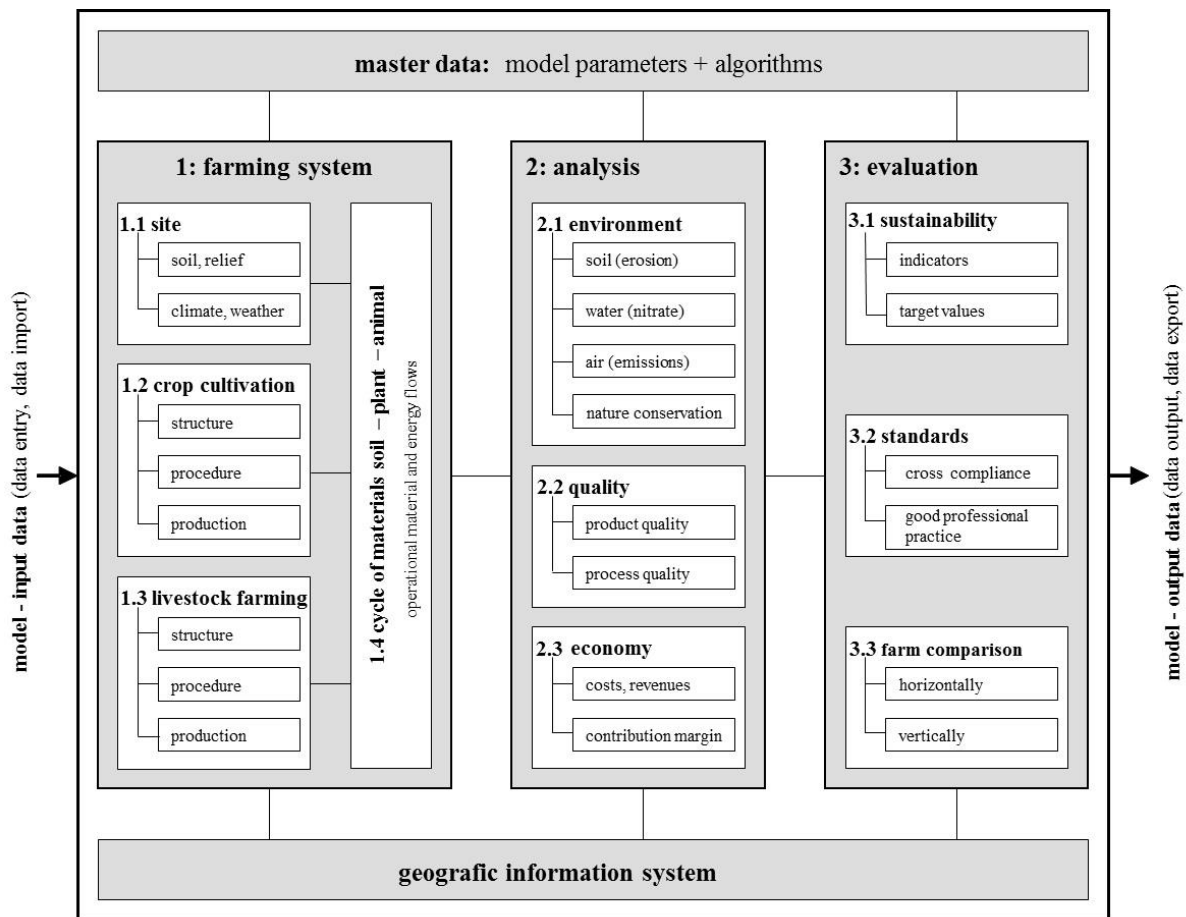 master data: model parameters + algorithms
1: farming system
1.1 site
soil, relief
climate, weather
1.2 crop cultivation
structure
procedure
production
1.3 livestock farming
structure
procedure
production
1.4 cycle of materials soil – plant – animal
operational material and energy flows
2: analysis
2.1 environment
soil (erosion)
water (nitrate)
air (emissions)
nature conservation
2.2 quality
product quality
process quality
2.3 economy
costs, revenues
contribution margin
3: evaluation
3.1 sustainability
indicators
target values
3.2 standards
cross compliance
good professional
practice
3.3 farm comparison
horizontally
vertically
geografic information system
model - input data (data entry, data import)
model - output data (data output, data export)